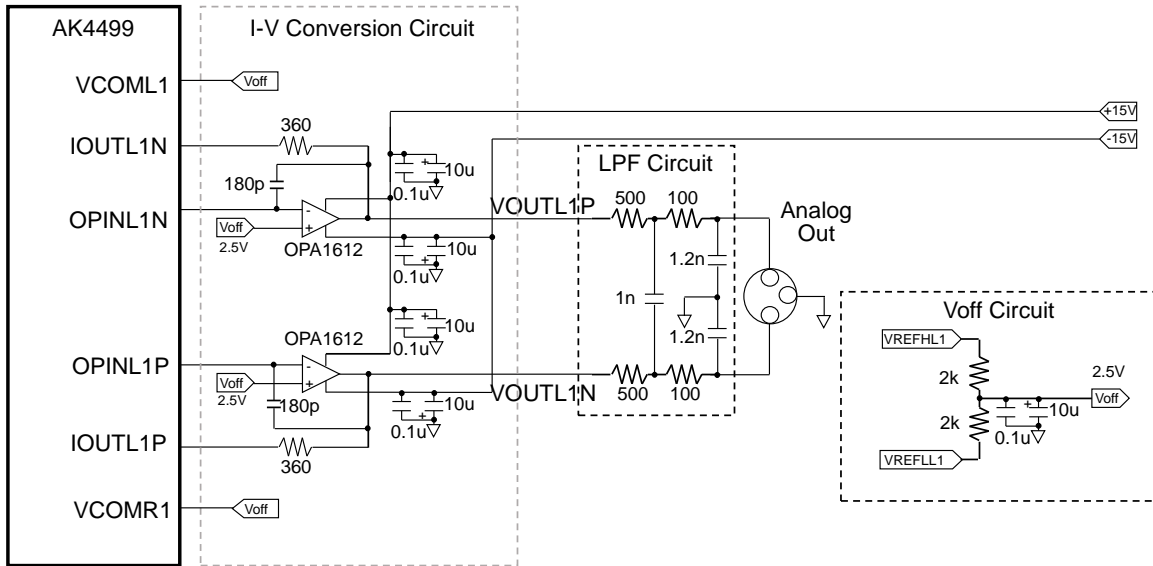 AK4499
I-V Conversion Circuit
VCOML1
Voff
+15V
-15V
360
IOUTL1N
10u
+
0.1u
LPF Circuit
180p
500
100
Analog
Out
OPINL1N
VOUTL1P
-
+
Voff
2.5V
OPA1612
10u
+
0.1u
1.2n
1n
Voff Circuit
10u
+
0.1u
OPA1612
1.2n
VREFHL1
OPINL1P
-
+
Voff
2.5V
180p
VOUTL1N
500
100
2k
2.5V
Voff
10u
+
0.1u
10u
+
0.1u
2k
IOUTL1P
360
VREFLL1
VCOMR1
Voff